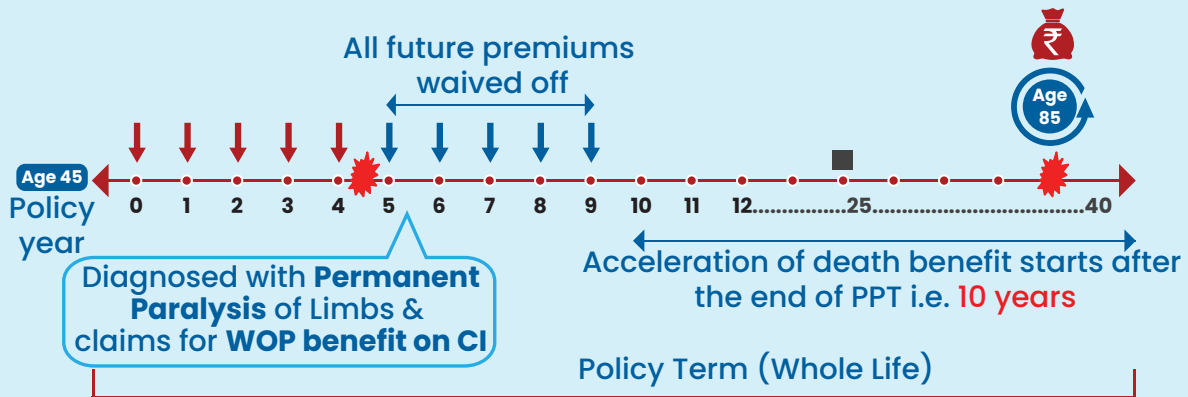 All future premiums
waived off
₹
Age
85
Age 45
Policy
year
0 1 2 3 4 5 6 7 8 9 10 11 12................25..................................40
Diagnosed with Permanent
Paralysis of Limbs &
claims for WOP benefit on CI
Acceleration of death benefit starts after
the end of PPT i.e. 10 years
Policy Term (Whole Life)